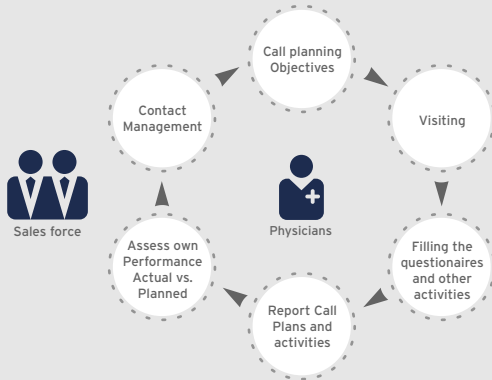 Call planning
Objectives
Contact
Management
Visiting
Sales force
Physicians
Assess own
Performance
Actual vs.
Planned
Filling the
questionaires
and other
activities
Report Call
Plans and
activities